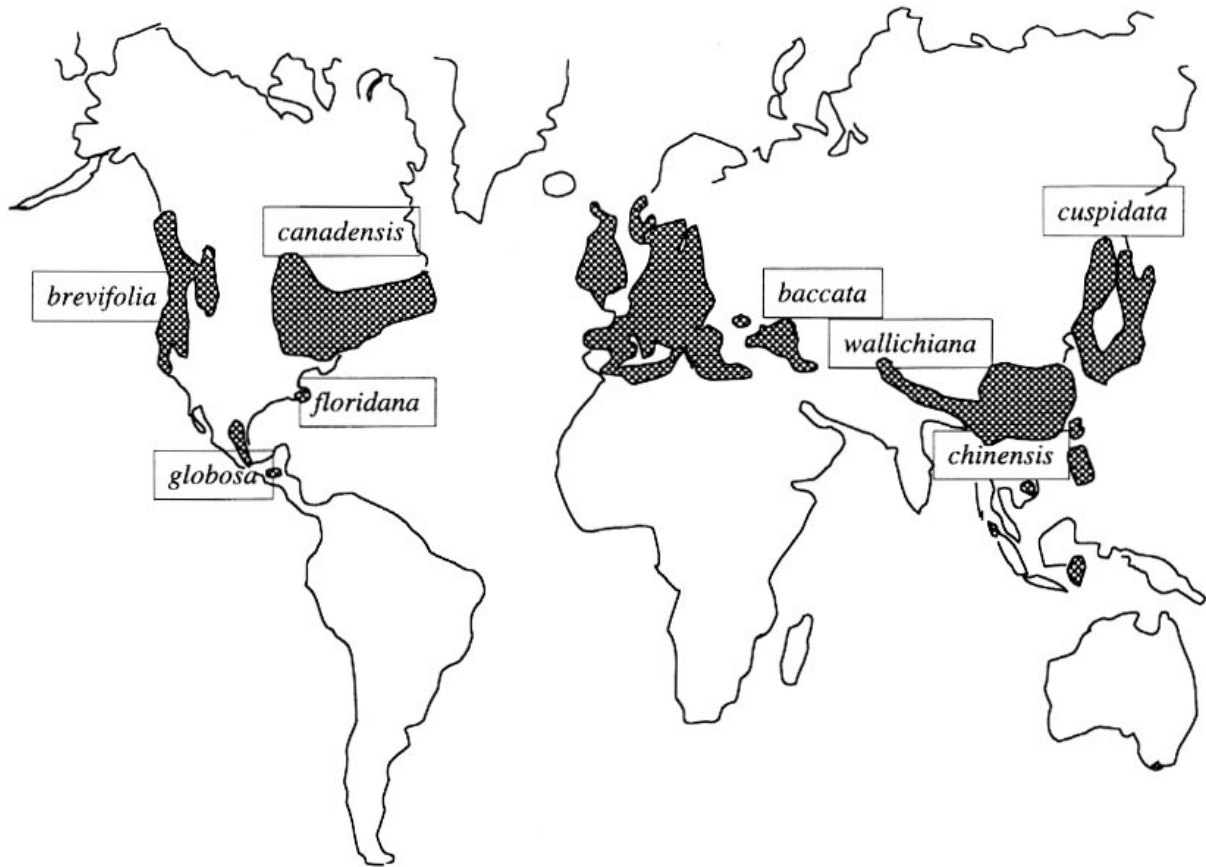 canadensis
cuspidata
brevifolia
baccata
wallichiana
floridana
globosa
chinensis